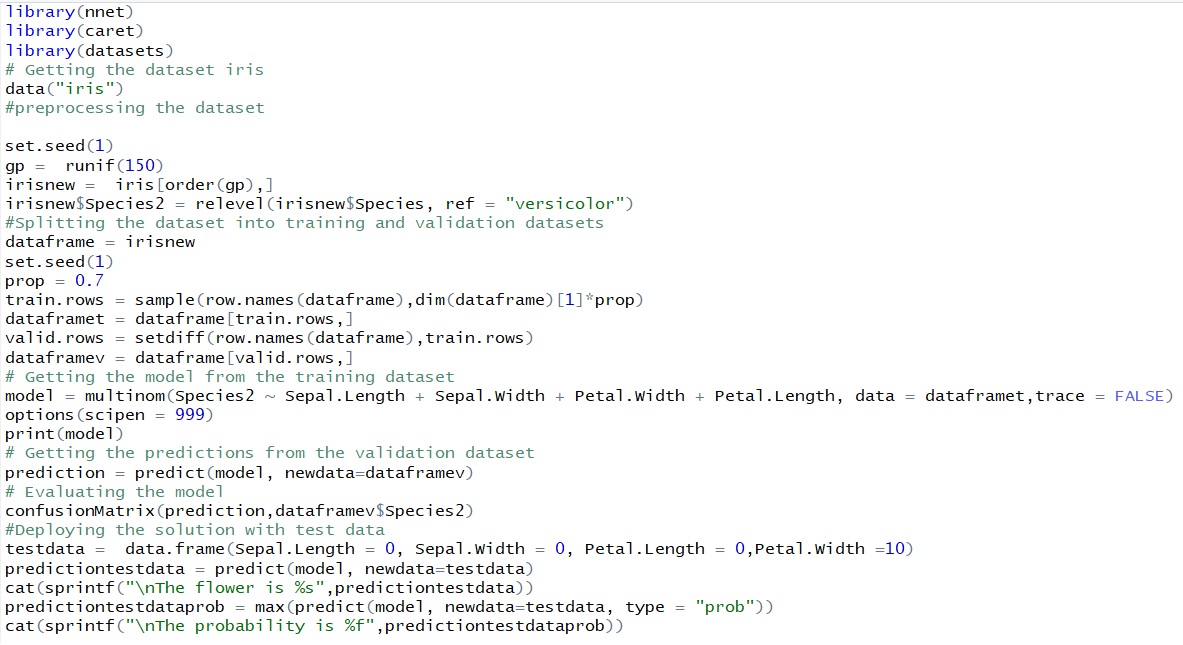 library(nnet)
library(caret)
library(datasets)
# Getting the dataset iris
data("iris")
#preprocessing the dataset
set.seed(1)
gp =  runif(150)
irisnew =  iris[order(gp),]
irisnew$Species2 = relevel(irisnew$Species, ref = "versicolor")
#Splitting the dataset into training and validation datasets
dataframe = irisnew
set.seed(1)
prop = 0.7
train.rows = sample(row.names(dataframe),dim(dataframe)[1]*prop)
dataframet = dataframe[train.rows,]
valid.rows = setdiff(row.names(dataframe),train.rows)
dataframev = dataframe[valid.rows,]
# Getting the model from the training dataset
model = multinom(Species2 ~ Sepal.Length + Sepal.Width + Petal.Width + Petal.Length, data = dataframet,trace = FALSE)
options(scipen = 999)
print(model)
# Getting the predictions from the validation dataset
prediction = predict(model, newdata=dataframev)
# Evaluating the model
confusionMatrix(prediction,dataframev$Species2)
#Deploying the solution with test data
testdata =  data.frame(Sepal.Length = 0, Sepal.Width = 0, Petal.Length = 0,Petal.Width =10)
predictiontestdata = predict(model, newdata=testdata)
cat(sprintf("\nThe flower is %s",predictiontestdata))
predictiontestdataprob = max(predict(model, newdata=testdata, type = "prob"))
cat(sprintf("\nThe probability is %f",predictiontestdataprob))